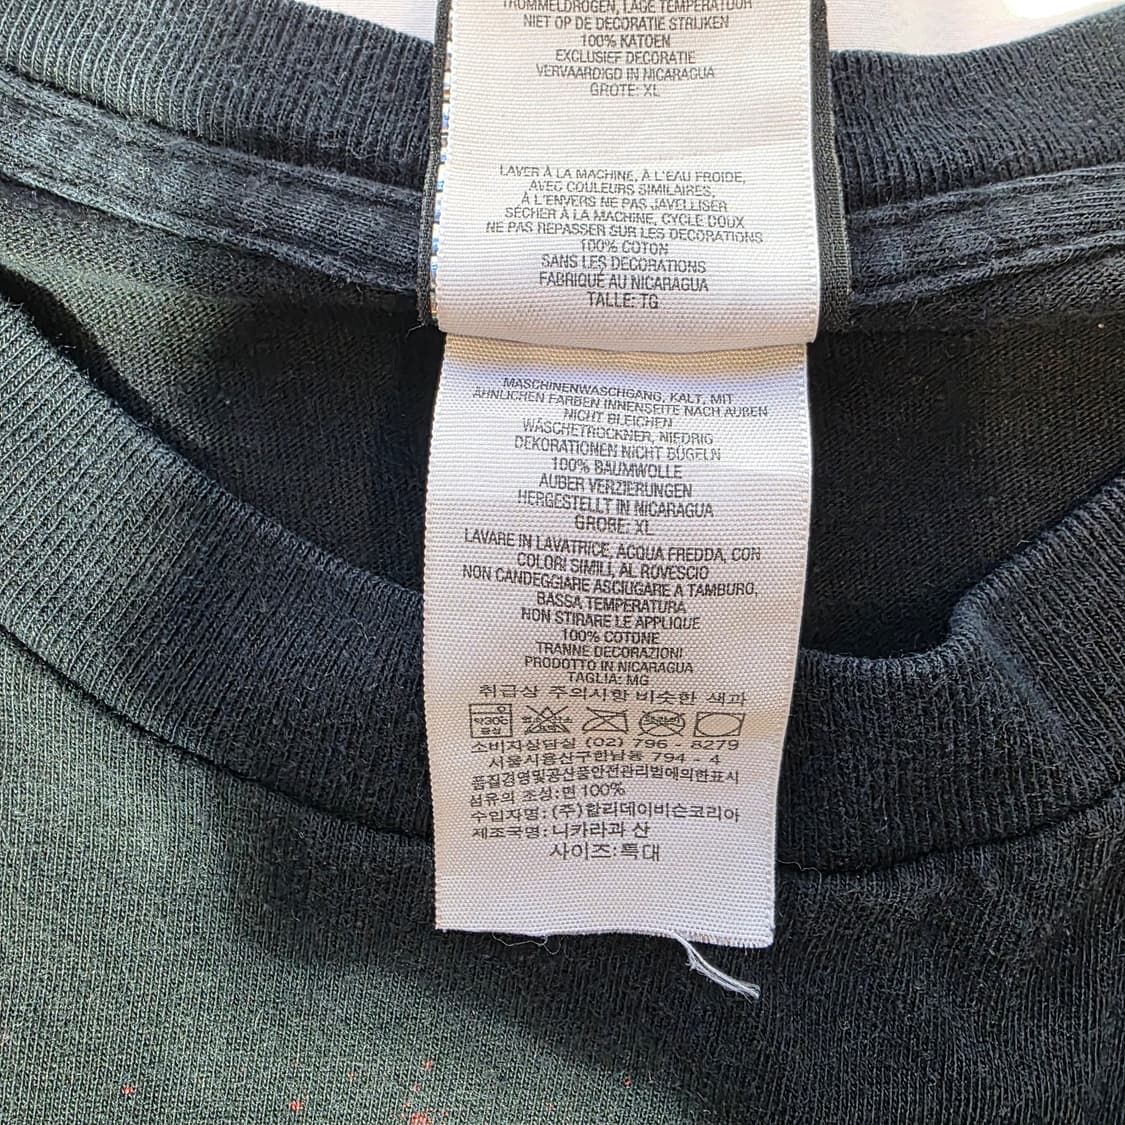 TROMMELDROGEN, LAGE TEMPERATUUR
NIET OP DE DECORATIE STRIJKEN
100% KATOEN
EXCLUSIEF DECORATIE
VERVAARDIGD IN NICARAGUA
GROTE: XL
LAVER À LA MACHINE, À L'EAU FROIDE,
AVEC COULEURS SIMILAIRES,
À L'ENVERS NE PAS JAVELLISER
SÉCHER À LA MACHINE, CYCLE DOUX
NE PAS REPASSER SUR LES DECORATIONS
100% COTON
SANS LES DECORATIONS
FABRIQUÉ AU NICARAGUA
TALLE: TG
MASCHINENWASCHGANG, KALT, MIT
ÄHNLICHEN FARBEN INNENSEITE NACH AUBEN
NICHT BLEICHEN
WÄSCHETROCKNER, NIEDRIG
DEKORATIONEN NICHT BÜGELN
100% BAUMWOLLE
AUBER VERZIERUNGEN
HERGESTELLT IN NICARAGUA
GROBE: XL
LAVARE IN LAVATRICE, ACQUA FREDDA, CON
COLORI SIMILI, AL ROVESCIO
NON CANDEGGIARE ASCIUGARE A TAMBURO,
BASSA TEMPERATURA
NON STIRARE LE APPLIQUE
100% COTONE
TRANNE DECORAZIONI
PRODOTTO IN NICARAGUA
TAGLIA: MG
취급상 주의사항 비슷한 색과
약30℃
중성
소비자상담실 (02) 796 - 8279
서울시용산구한남동 794 - 4
품질경영및공산품안전관리법에의한표시
섬유의 조성:면 100%
수입자명: (주)할리데이비슨코리아
제조국명: 니카라과 산
사이즈:특대